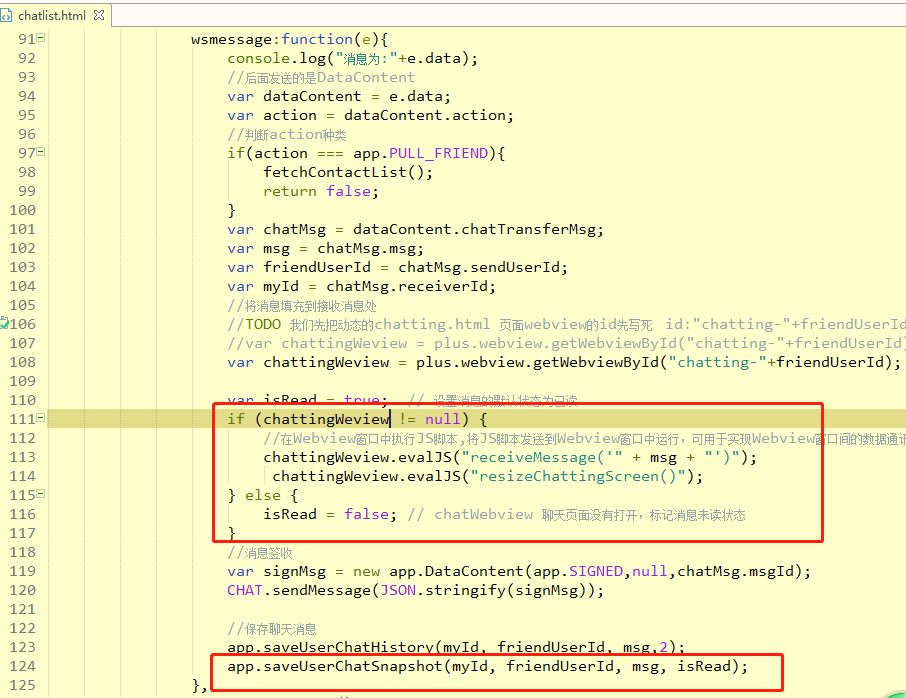 chatlist.html
91 wsmessage:function(e){
92 console.log("消息为:"+e.data);
93 //后面发送的是DataContent
94 var dataContent = e.data;
95 var action = dataContent.action;
96 //判断action种类
97 if(action === app.PULL_FRIEND){
98 fetchContactList();
99 return false;
100 }
101 var chatMsg = dataContent.chatTransferMsg;
102 var msg = chatMsg.msg;
103 var friendUserId = chatMsg.sendUserId;
104 var myId = chatMsg.receiverId;
105 //将消息填充到接收消息处
106 //TODO 我们先把动态的chatting.html 页面webview的id先写死 id:"chatting-"+friendUserId
107 //var chattingWeview = plus.webview.getWebviewById("chatting-"+friendUserId)
108 var chattingWeview = plus.webview.getWebviewById("chatting-"+friendUserId);
109
110 var isRead = true; // 设置消息的默认状态为已读
111 if (chattingWeview != null) {
112 //在Webview窗口中执行JS脚本,将JS脚本发送到Webview窗口中运行，可用于实现Webview窗口间的数据通讯
113 chattingWeview.evalJS("receiveMessage('" + msg + "')");
114 chattingWeview.evalJS("resizeChattingScreen()");
115 } else {
116 isRead = false; // chatWebview 聊天页面没有打开，标记消息未读状态
117 }
118 //消息签收
119 var signMsg = new app.DataContent(app.SIGNED,null,chatMsg.msgId);
120 CHAT.sendMessage(JSON.stringify(signMsg));
121
122 //保存聊天消息
123 app.saveUserChatHistory(myId, friendUserId, msg,2);
124 app.saveUserChatSnapshot(myId, friendUserId, msg, isRead);
125 },